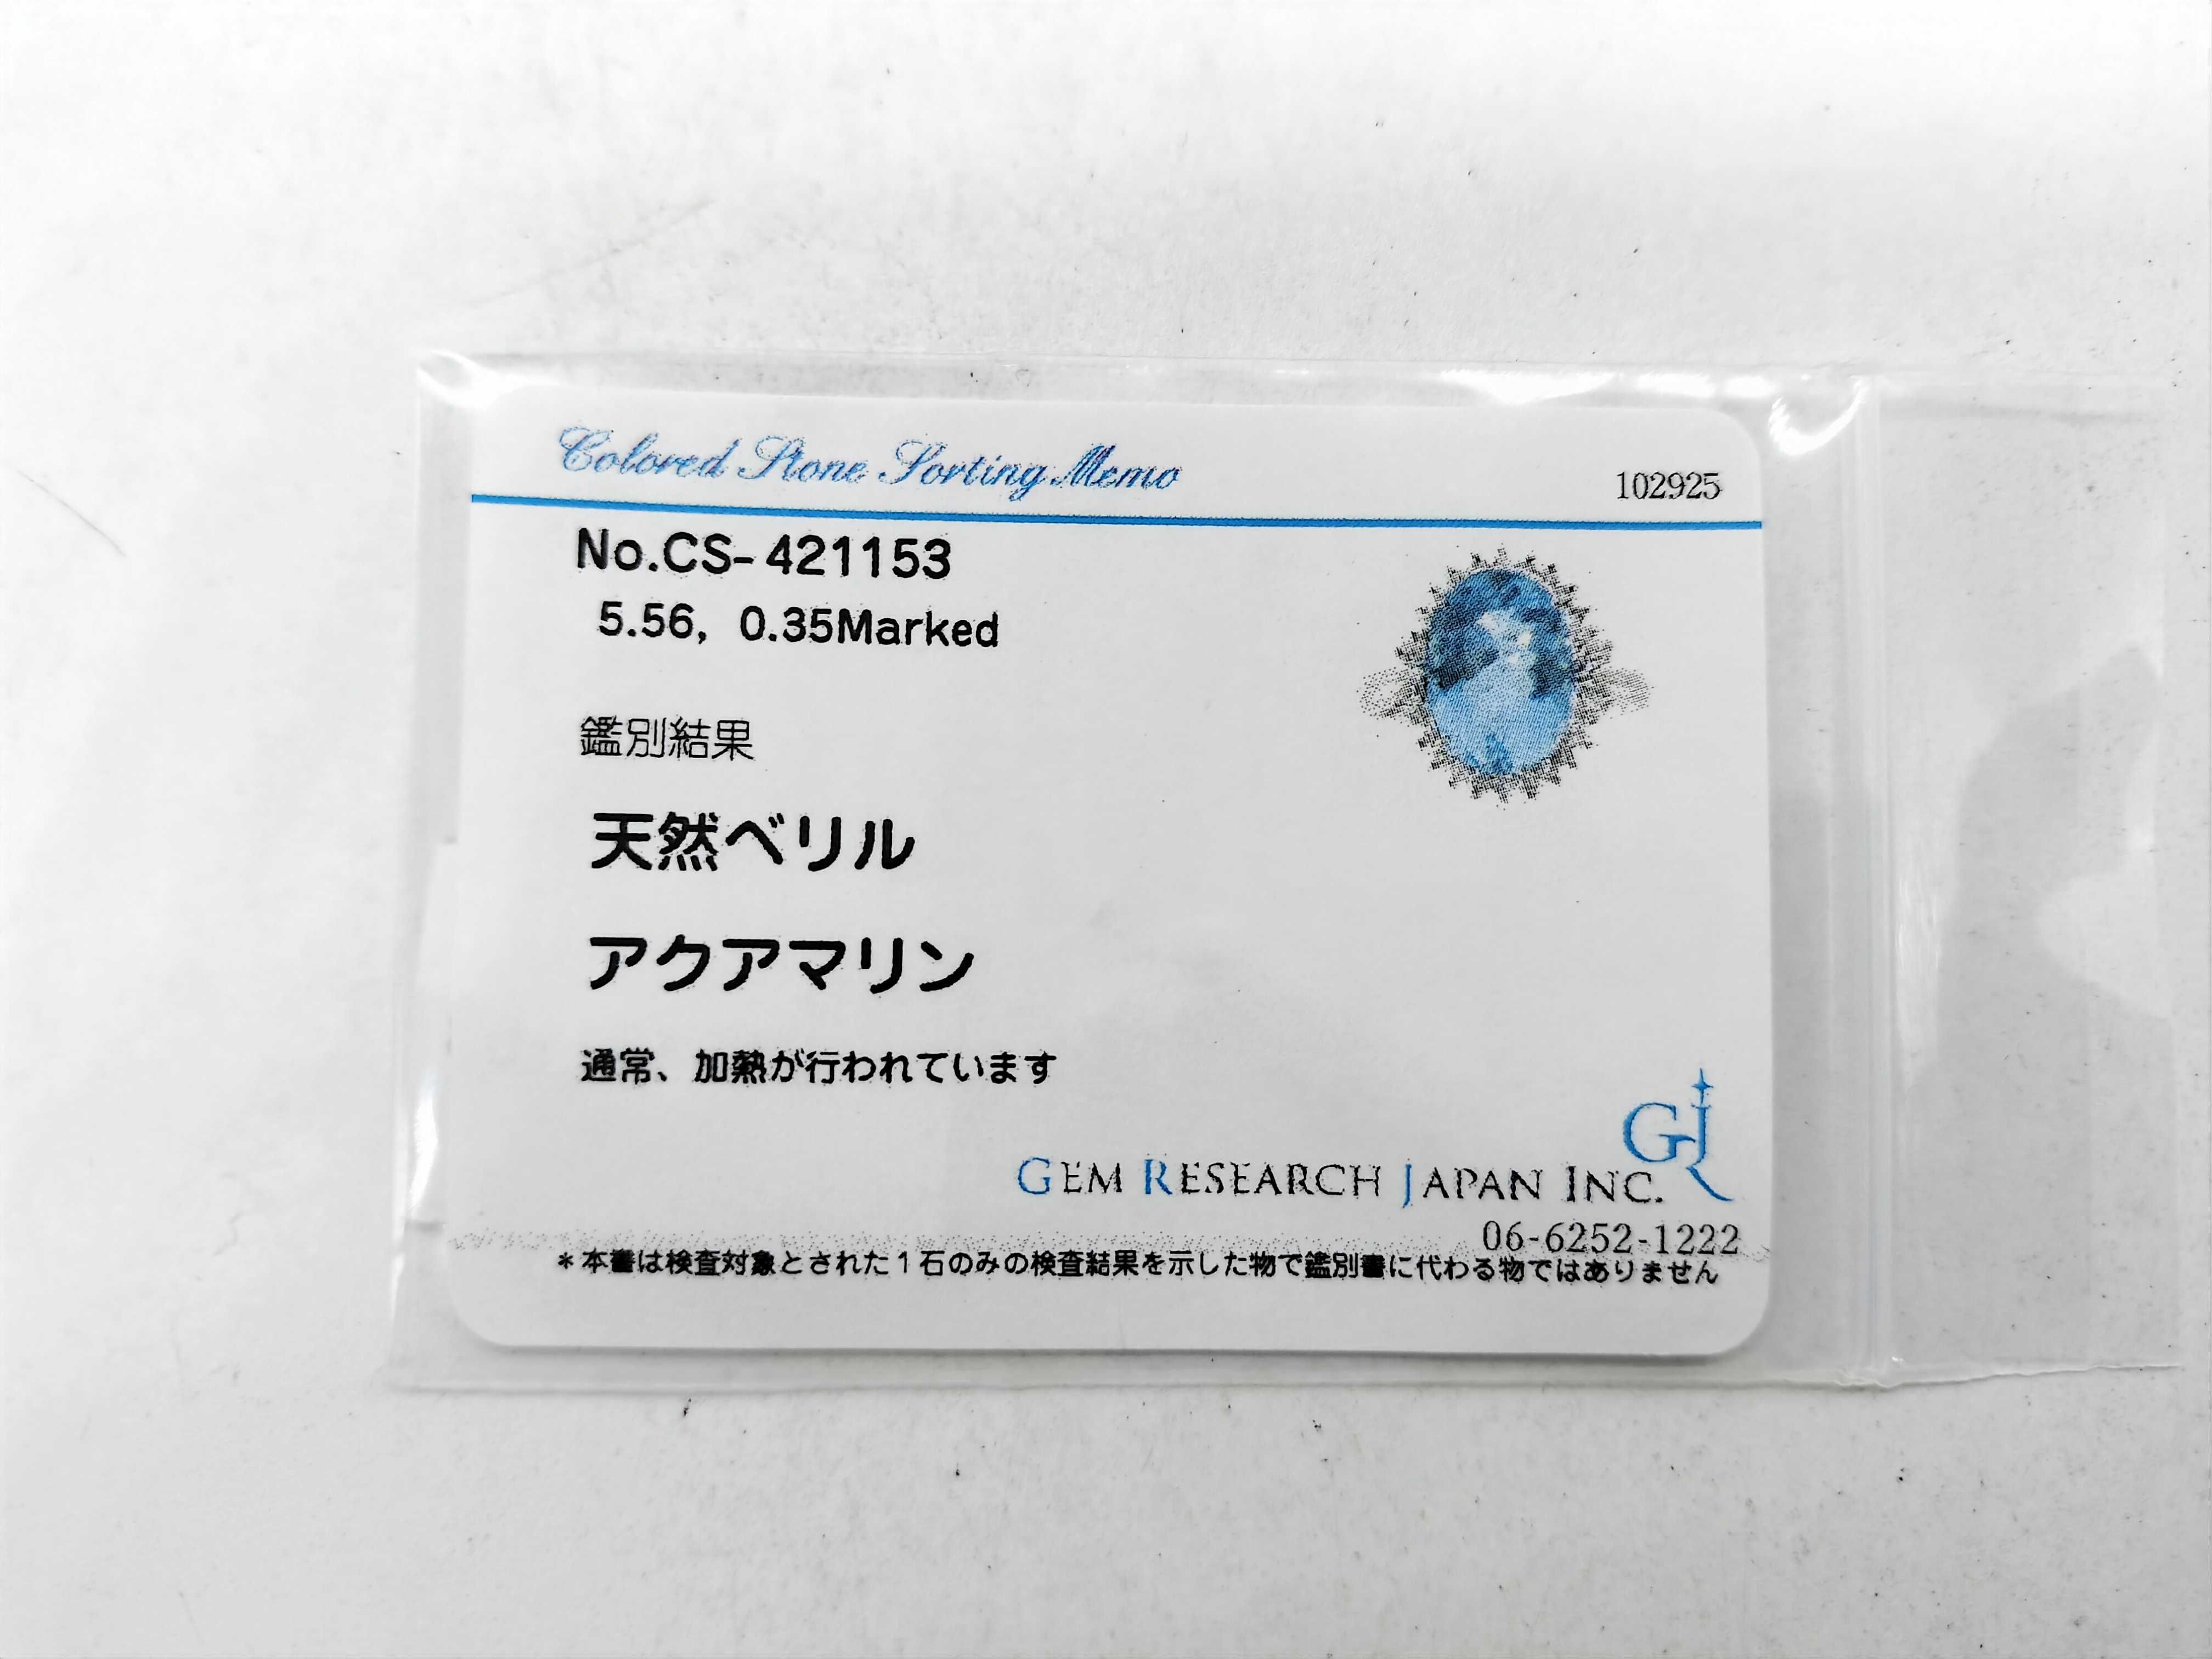 Colored Stone Sorting Memo
102925
No.CS-421153
5.56, 0.35Marked
鑑別結果
天然ベリル
アクアマリン
通常、加熱が行われています
GJR
GEM RESEARCH JAPAN INC.
06-6252-1222
*本書は検査対象とされた1石のみの検査結果を示した物で鑑別書に代わる物ではありません